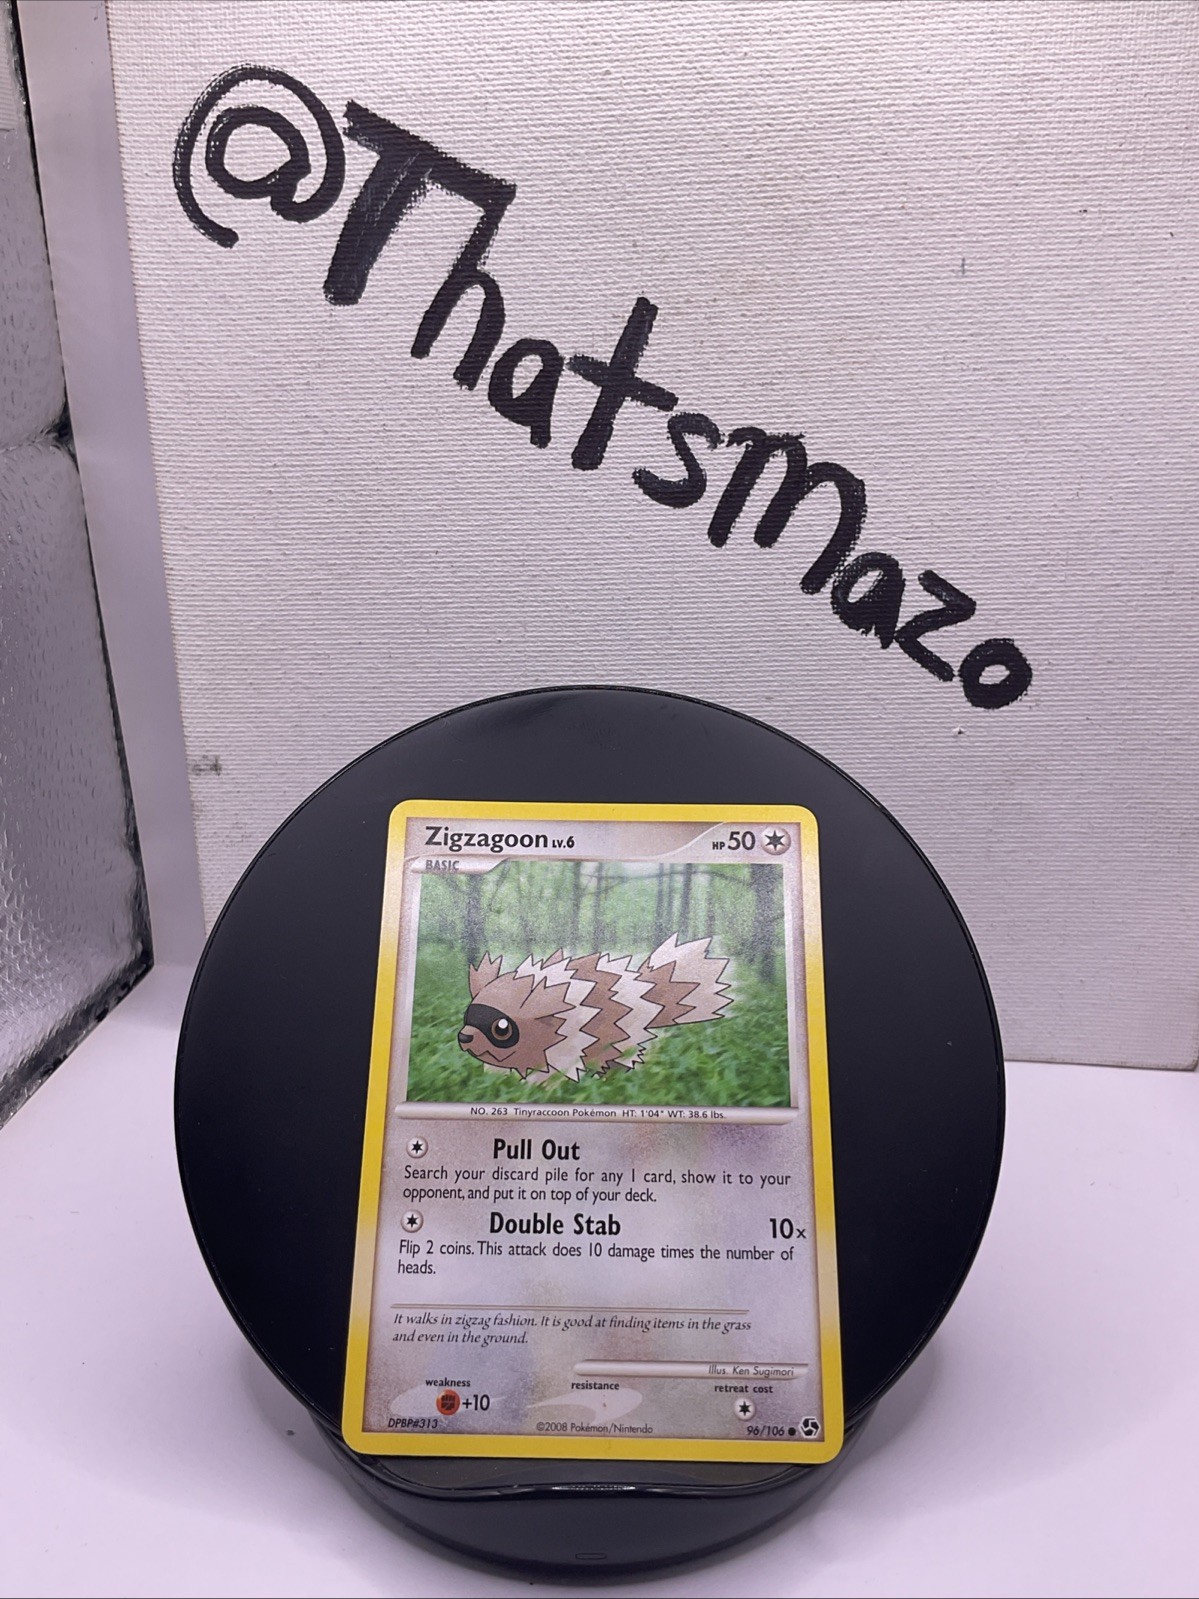 @Thatsmazo
Zigzagoon LV.6
HP 50
BASIC
NO. 263 Tinyraccoon Pokémon HT: 1'04" WT: 38.6 lbs.
Pull Out
Search your discard pile for any 1 card, show it to your
opponent, and put it on top of your deck.
Double Stab 10x
Flip 2 coins. This attack does 10 damage times the number of
heads.
It walks in zigzag fashion. It is good at finding items in the grass
and even in the ground.
Illus. Ken Sugimori
weakness resistance retreat cost
+10
DPBP#313 ©2008 Pokémon/Nintendo 96/106